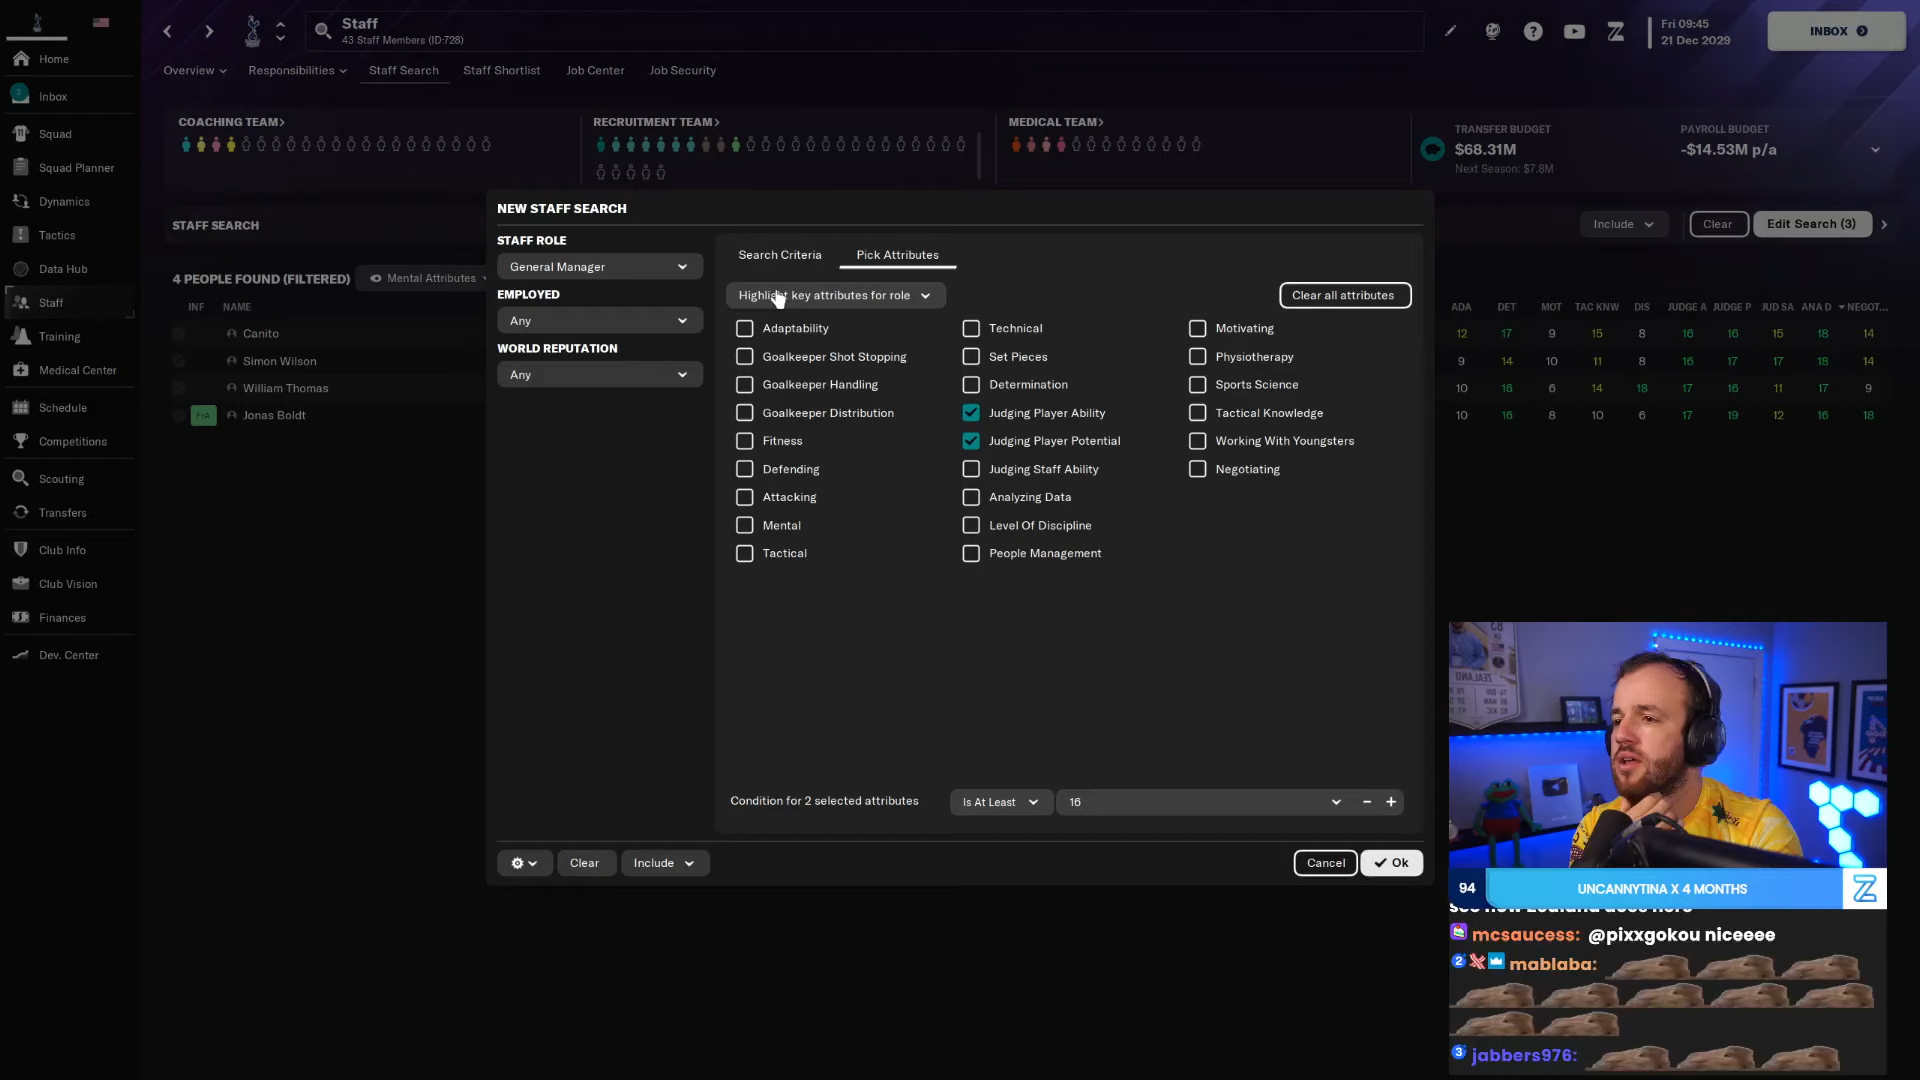 Staff
43 Staff Members (ID:728)
Fri 09:45
21 Dec 2029
INBOX
Overview
Responsibilities
Staff Search
Staff Shortlist
Job Center
Job Security
Home
3
Inbox
Squad
Squad Planner
Dynamics
Tactics
Data Hub
Staff
Training
Medical Center
Schedule
Competitions
Scouting
Transfers
Club Info
Club Vision
Finances
Dev. Center
COACHING TEAM>
RECRUITMENT TEAM>
MEDICAL TEAM>
TRANSFER BUDGET
$68.31M
Next Season: $7.8M
PAYROLL BUDGET
-$14.53M p/a
STAFF SEARCH
Include
Clear
Edit Search (3)
4 PEOPLE FOUND (FILTERED)
Mental Attributes
INF NAME
Canito
Simon Wilson
William Thomas
FrA Jonas Boldt
ADA DET MOT TAC KNW DIS JUDGE A JUDGE P JUD SA ANA D NEGOT...
12 17 9 15 8 16 16 15 18 14
9 14 10 11 8 16 17 17 18 14
10 16 6 14 18 17 16 11 17 9
10 16 8 10 6 17 19 12 16 18
NEW STAFF SEARCH
STAFF ROLE
General Manager
EMPLOYED
Any
WORLD REPUTATION
Any
Search Criteria
Pick Attributes
Highlight key attributes for role
Clear all attributes
Adaptability
Goalkeeper Shot Stopping
Goalkeeper Handling
Goalkeeper Distribution
Fitness
Defending
Attacking
Mental
Tactical
Technical
Set Pieces
Determination
Judging Player Ability
Judging Player Potential
Judging Staff Ability
Analyzing Data
Level Of Discipline
People Management
Motivating
Physiotherapy
Sports Science
Tactical Knowledge
Working With Youngsters
Negotiating
Condition for 2 selected attributes
Is At Least
16
Clear
Include
Cancel
Ok
ZEALAND
94
UNCANNYTINA X 4 MONTHS
Z
mcsaucess: @pixxgokou niceeee
2 mablaba:
3 jabbers976: